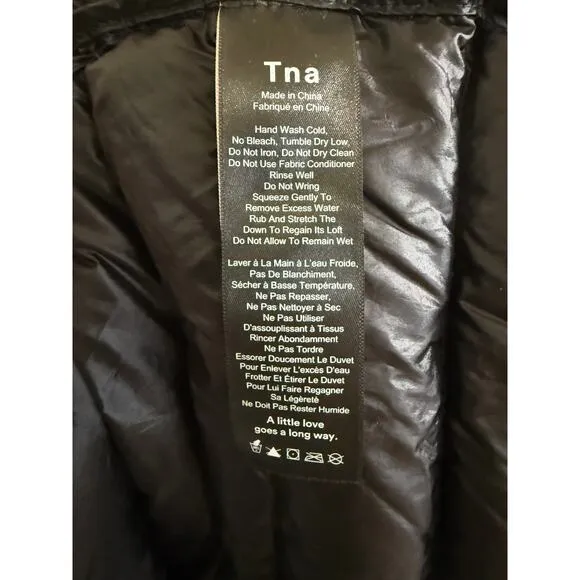 Tna
Made in China
Fabriqué en Chine
Hand Wash Cold,
No Bleach, Tumble Dry Low,
Do Not Iron, Do Not Dry Clean
Do Not Use Fabric Conditioner
Rinse Well
Do Not Wring
Squeeze Gently To
Remove Excess Water
Rub And Stretch The
Down To Regain Its Loft
Do Not Allow To Remain Wet
Laver à La Main à L'eau Froide,
Pas De Blanchiment,
Sécher à Basse Température,
Ne Pas Repasser,
Ne Pas Nettoyer à Sec
Ne Pas Utiliser
D'assouplissant à Tissus
Rincer Abondamment
Ne Pas Tordre
Essorer Doucement Le Duvet
Pour Enlever L'excés D'eau
Frotter Et Étirer Le Duvet
Pour Lui Faire Regagner
Sa Légèreté
Ne Doit Pas Rester Humide
A little love
goes a long way.